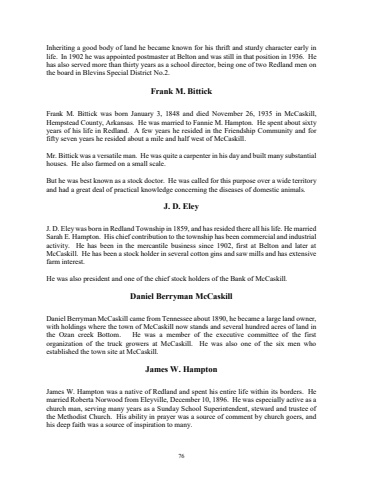 Inheriting a good body of land he became known for his thrift and sturdy character early in
life. In 1902 he was appointed postmaster at Belton and was still in that position in 1936. He
has also served more than thirty years as a school director, being one of two Redland men on
the board in Blevins Special District No.2.
Frank M. Bittick
Frank M. Bittick was born January 3, 1848 and died November 26, 1935 in McCaskill,
Hempstead County, Arkansas. He was married to Fannie M. Hampton. He spent about sixty
years of his life in Redland. A few years he resided in the Friendship Community and for
fifty seven years he resided about a mile and half west of McCaskill.
Mr. Bittick was a versatile man. He was quite a carpenter in his day and built many substantial
houses. He also farmed on a small scale.
But he was best known as a stock doctor. He was called for this purpose over a wide territory
and had a great deal of practical knowledge concerning the diseases of domestic animals.
J. D. Eley
J. D. Eley was born in Redland Township in 1859, and has resided there all his life. He married
Sarah E. Hampton. His chief contribution to the township has been commercial and industrial
activity. He has been in the mercantile business since 1902, first at Belton and later at
McCaskill. He has been a stock holder in several cotton gins and saw mills and has extensive
farm interest.
He was also president and one of the chief stock holders of the Bank of McCaskill.
Daniel Berryman McCaskill
Daniel Berryman McCaskill came from Tennessee about 1890, he became a large land owner,
with holdings where the town of McCaskill now stands and several hundred acres of land in
the Ozan creek Bottom. He was a member of the executive committee of the first
organization of the truck growers at McCaskill. He was also one of the six men who
established the town site at McCaskill.
James W. Hampton
James W. Hampton was a native of Redland and spent his entire life within its borders. He
married Roberta Norwood from Eleyville, December 10, 1896. He was especially active as a
church man, serving many years as a Sunday School Superintendent, steward and trustee of
the Methodist Church. His ability in prayer was a source of comment by church goers, and
his deep faith was a source of inspiration to many.
76